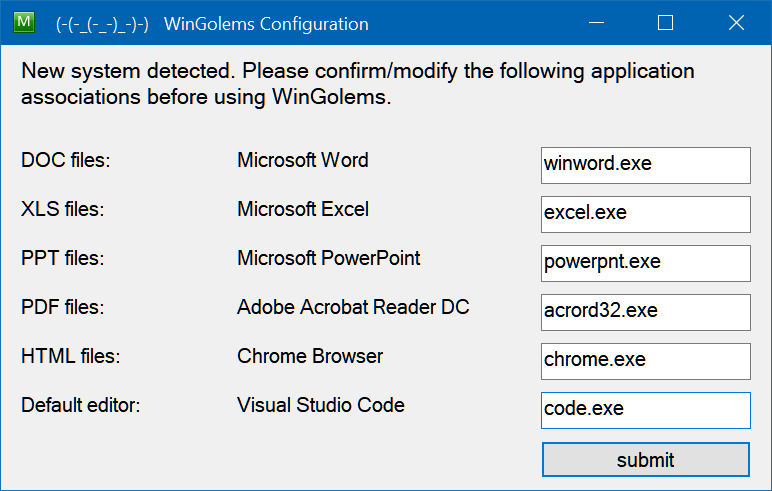 M (-(-_(-_-)_-)-) WinGolems Configuration
New system detected. Please confirm/modify the following application
associations before using WinGolems.
DOC files: Microsoft Word winword.exe
XLS files: Microsoft Excel excel.exe
PPT files: Microsoft PowerPoint powerpnt.exe
PDF files: Adobe Acrobat Reader DC acrord32.exe
HTML files: Chrome Browser chrome.exe
Default editor: Visual Studio Code code.exe
submit